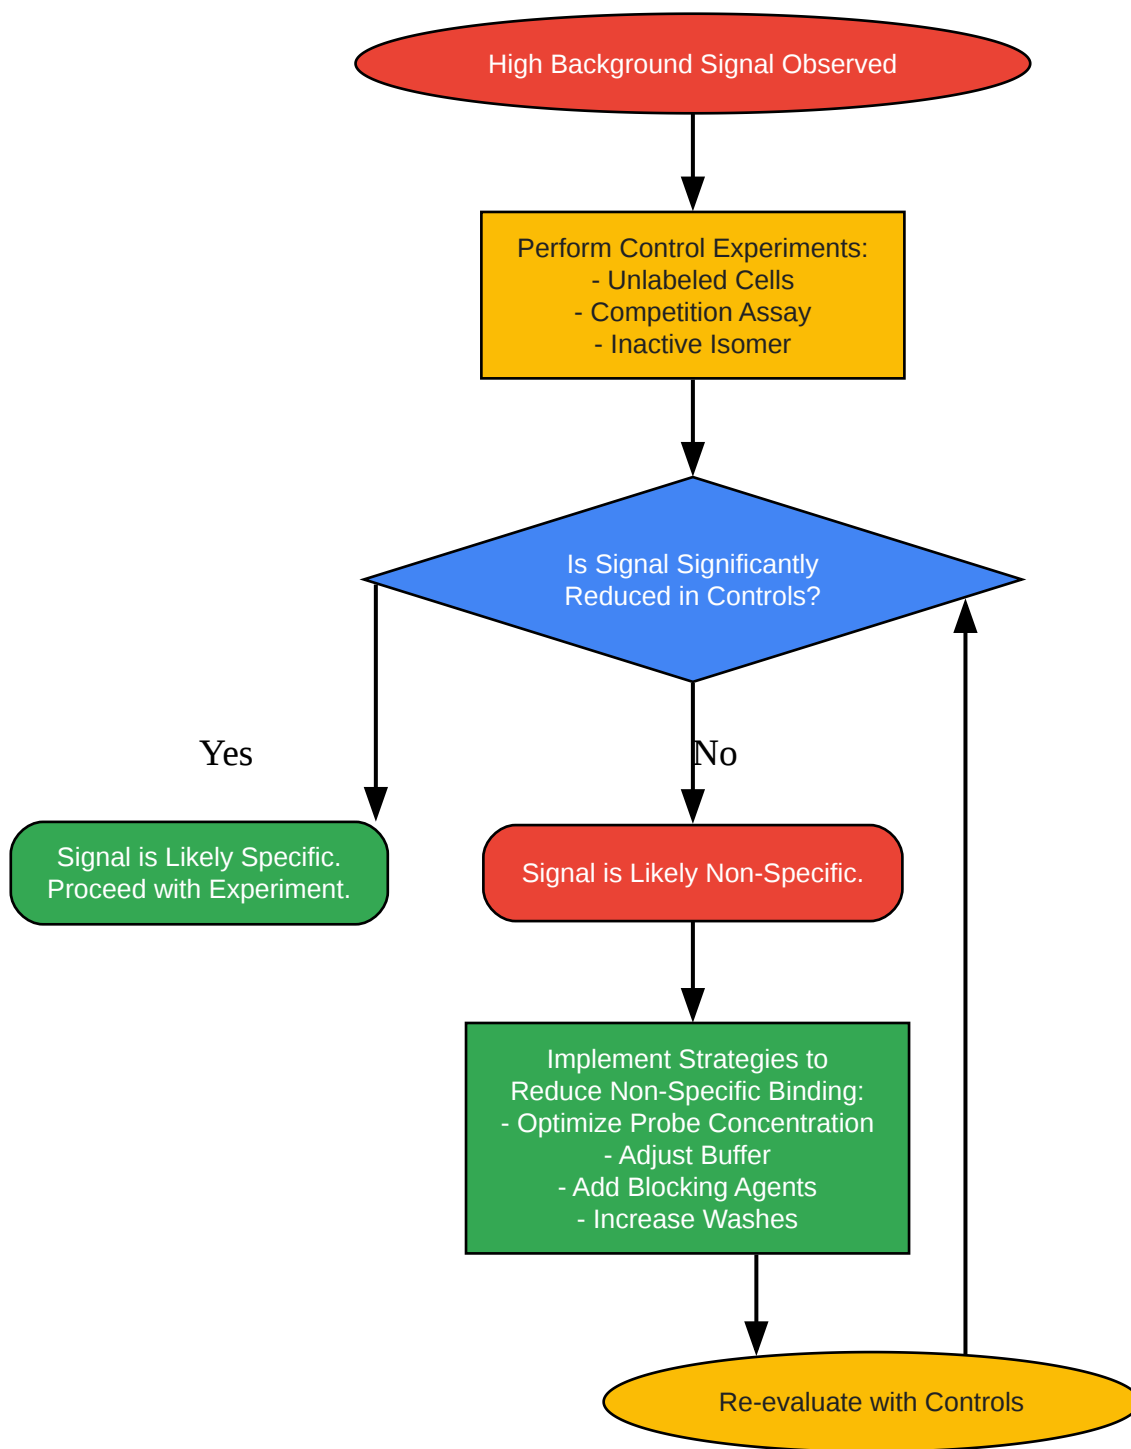 High Background Signal Observed
Perform Control Experiments:
- Unlabeled Cells
- Competition Assay
- Inactive Isomer
Is Signal Significantly
Reduced in Controls?
Yes
No
Signal is Likely Specific.
Proceed with Experiment.
Signal is Likely Non-Specific.
Implement Strategies to
Reduce Non-Specific Binding:
- Optimize Probe Concentration
- Adjust Buffer
- Add Blocking Agents
- Increase Washes
Re-evaluate with Controls